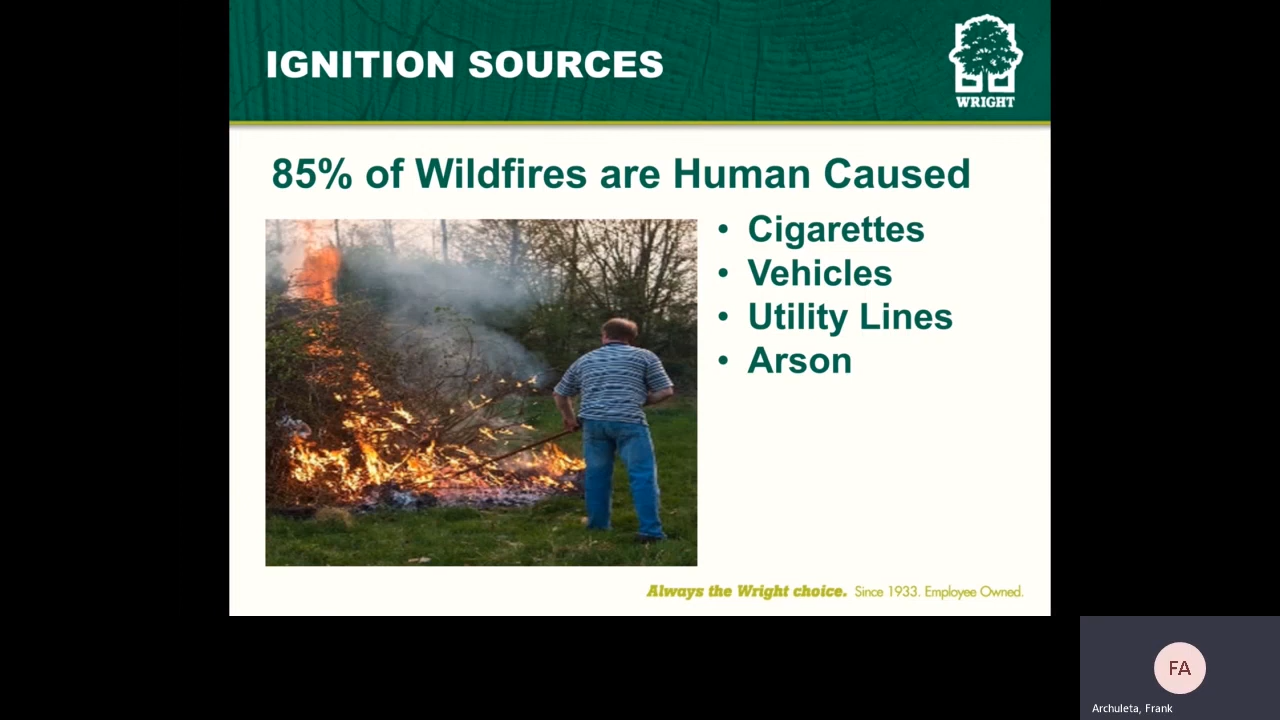 IGNITION SOURCES
WRIGHT
85% of Wildfires are Human Caused
• Cigarettes
• Vehicles
• Utility Lines
• Arson
Always the Wright choice. Since 1933. Employee Owned.
FA
Archuleta, Frank